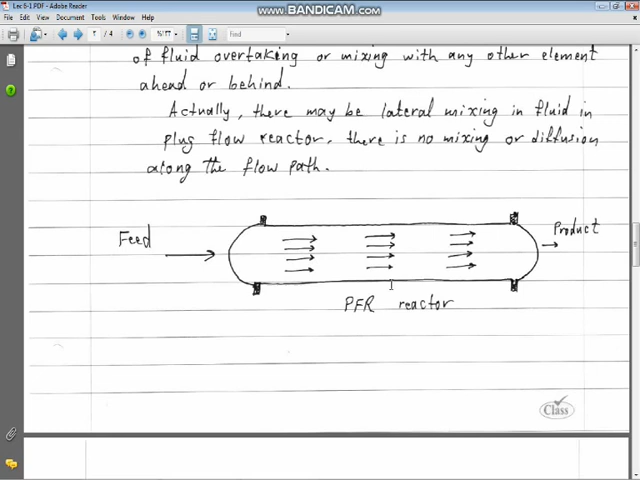 www.BANDICAM.com
Lec 6-1.PDF - Adobe Reader
File Edit View Document Tools Window Help
/ 4
find
of fluid overtaking or mixing with any other element
ahead or behind.
Actually, there may be lateral mixing in fluid in
plug flow reactor, there is no mixing or diffusion
along the flow path.
Feed
Product
PFR reactor
Class